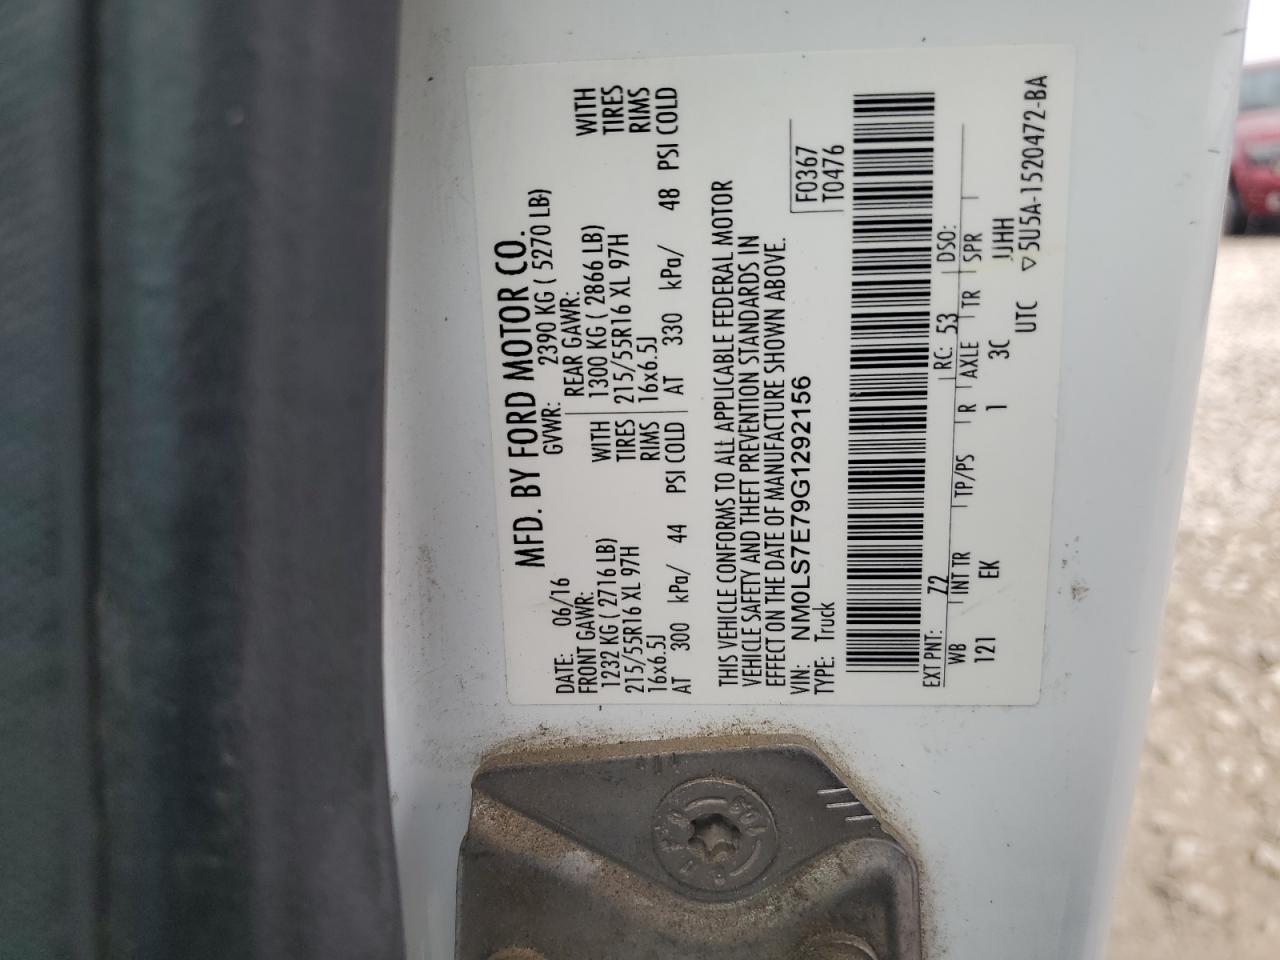 MFD. BY FORD MOTOR CO.
DATE: 06/16 GVWR: 2390 KG ( 5270 LB)
FRONT GAWR: REAR GAWR:
1232 KG ( 2716 LB) WITH 1300 KG ( 2866 LB) WITH
215/55R16 XL 97H TIRES 215/55R16 XL 97H TIRES
16x6.5J RIMS 16x6.5J RIMS
AT 300 kPa/ 44 PSI COLD AT 330 kPa/ 48 PSI COLD
THIS VEHICLE CONFORMS TO ALL APPLICABLE FEDERAL MOTOR
VEHICLE SAFETY AND THEFT PREVENTION STANDARDS IN
EFFECT ON THE DATE OF MANUFACTURE SHOWN ABOVE.
VIN: NM0LS7E79G1292156 F0367
TYPE: Truck T0476
EXT PNT: Z2 RC: 53 DSO:
WB INT TR TP/PS R AXLE TR SPR
121 EK 1 3C JJHH
UTC ▽5U5A-1520472-BA